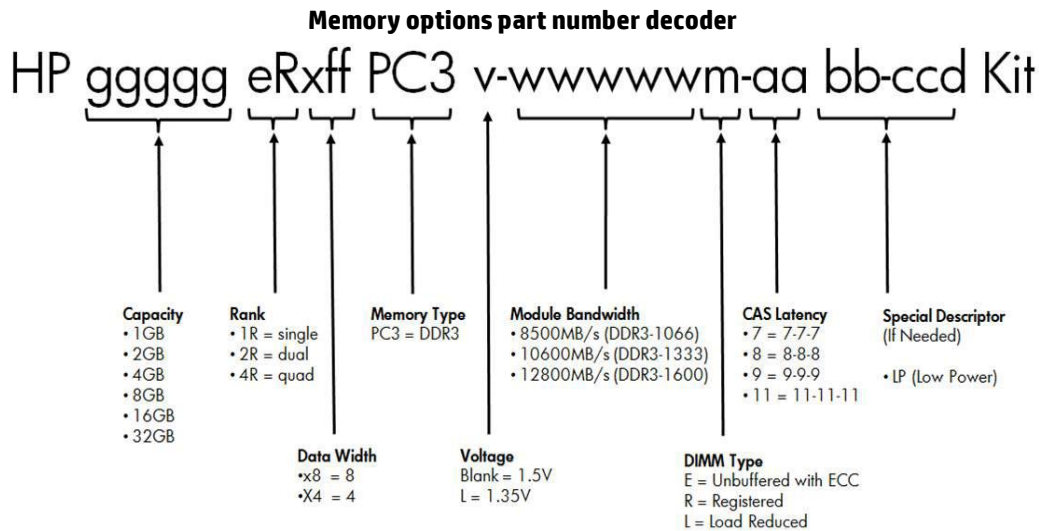 Memory options part number decoder
HP ggggg eRxff PC3 v-wwwwwm-aa bb-ccd Kit
Capacity
• 1GB
• 2GB
• 4GB
• 8GB
• 16GB
• 32GB
Rank
• 1R = single
• 2R = dual
• 4R = quad
Memory Type
PC3 = DDR3
Module Bandwidth
• 8500MB/s (DDR3-1066)
• 10600MB/s (DDR3-1333)
• 12800MB/s (DDR3-1600)
CAS Latency
• 7 = 7-7-7
• 8 = 8-8-8
• 9 = 9-9-9
• 11 = 11-11-11
Special Descriptor
(If Needed)
• LP (Low Power)
Data Width
•x8 = 8
•X4 = 4
Voltage
Blank = 1.5V
L = 1.35V
DIMM Type
E = Unbuffered with ECC
R = Registered
L = Load Reduced